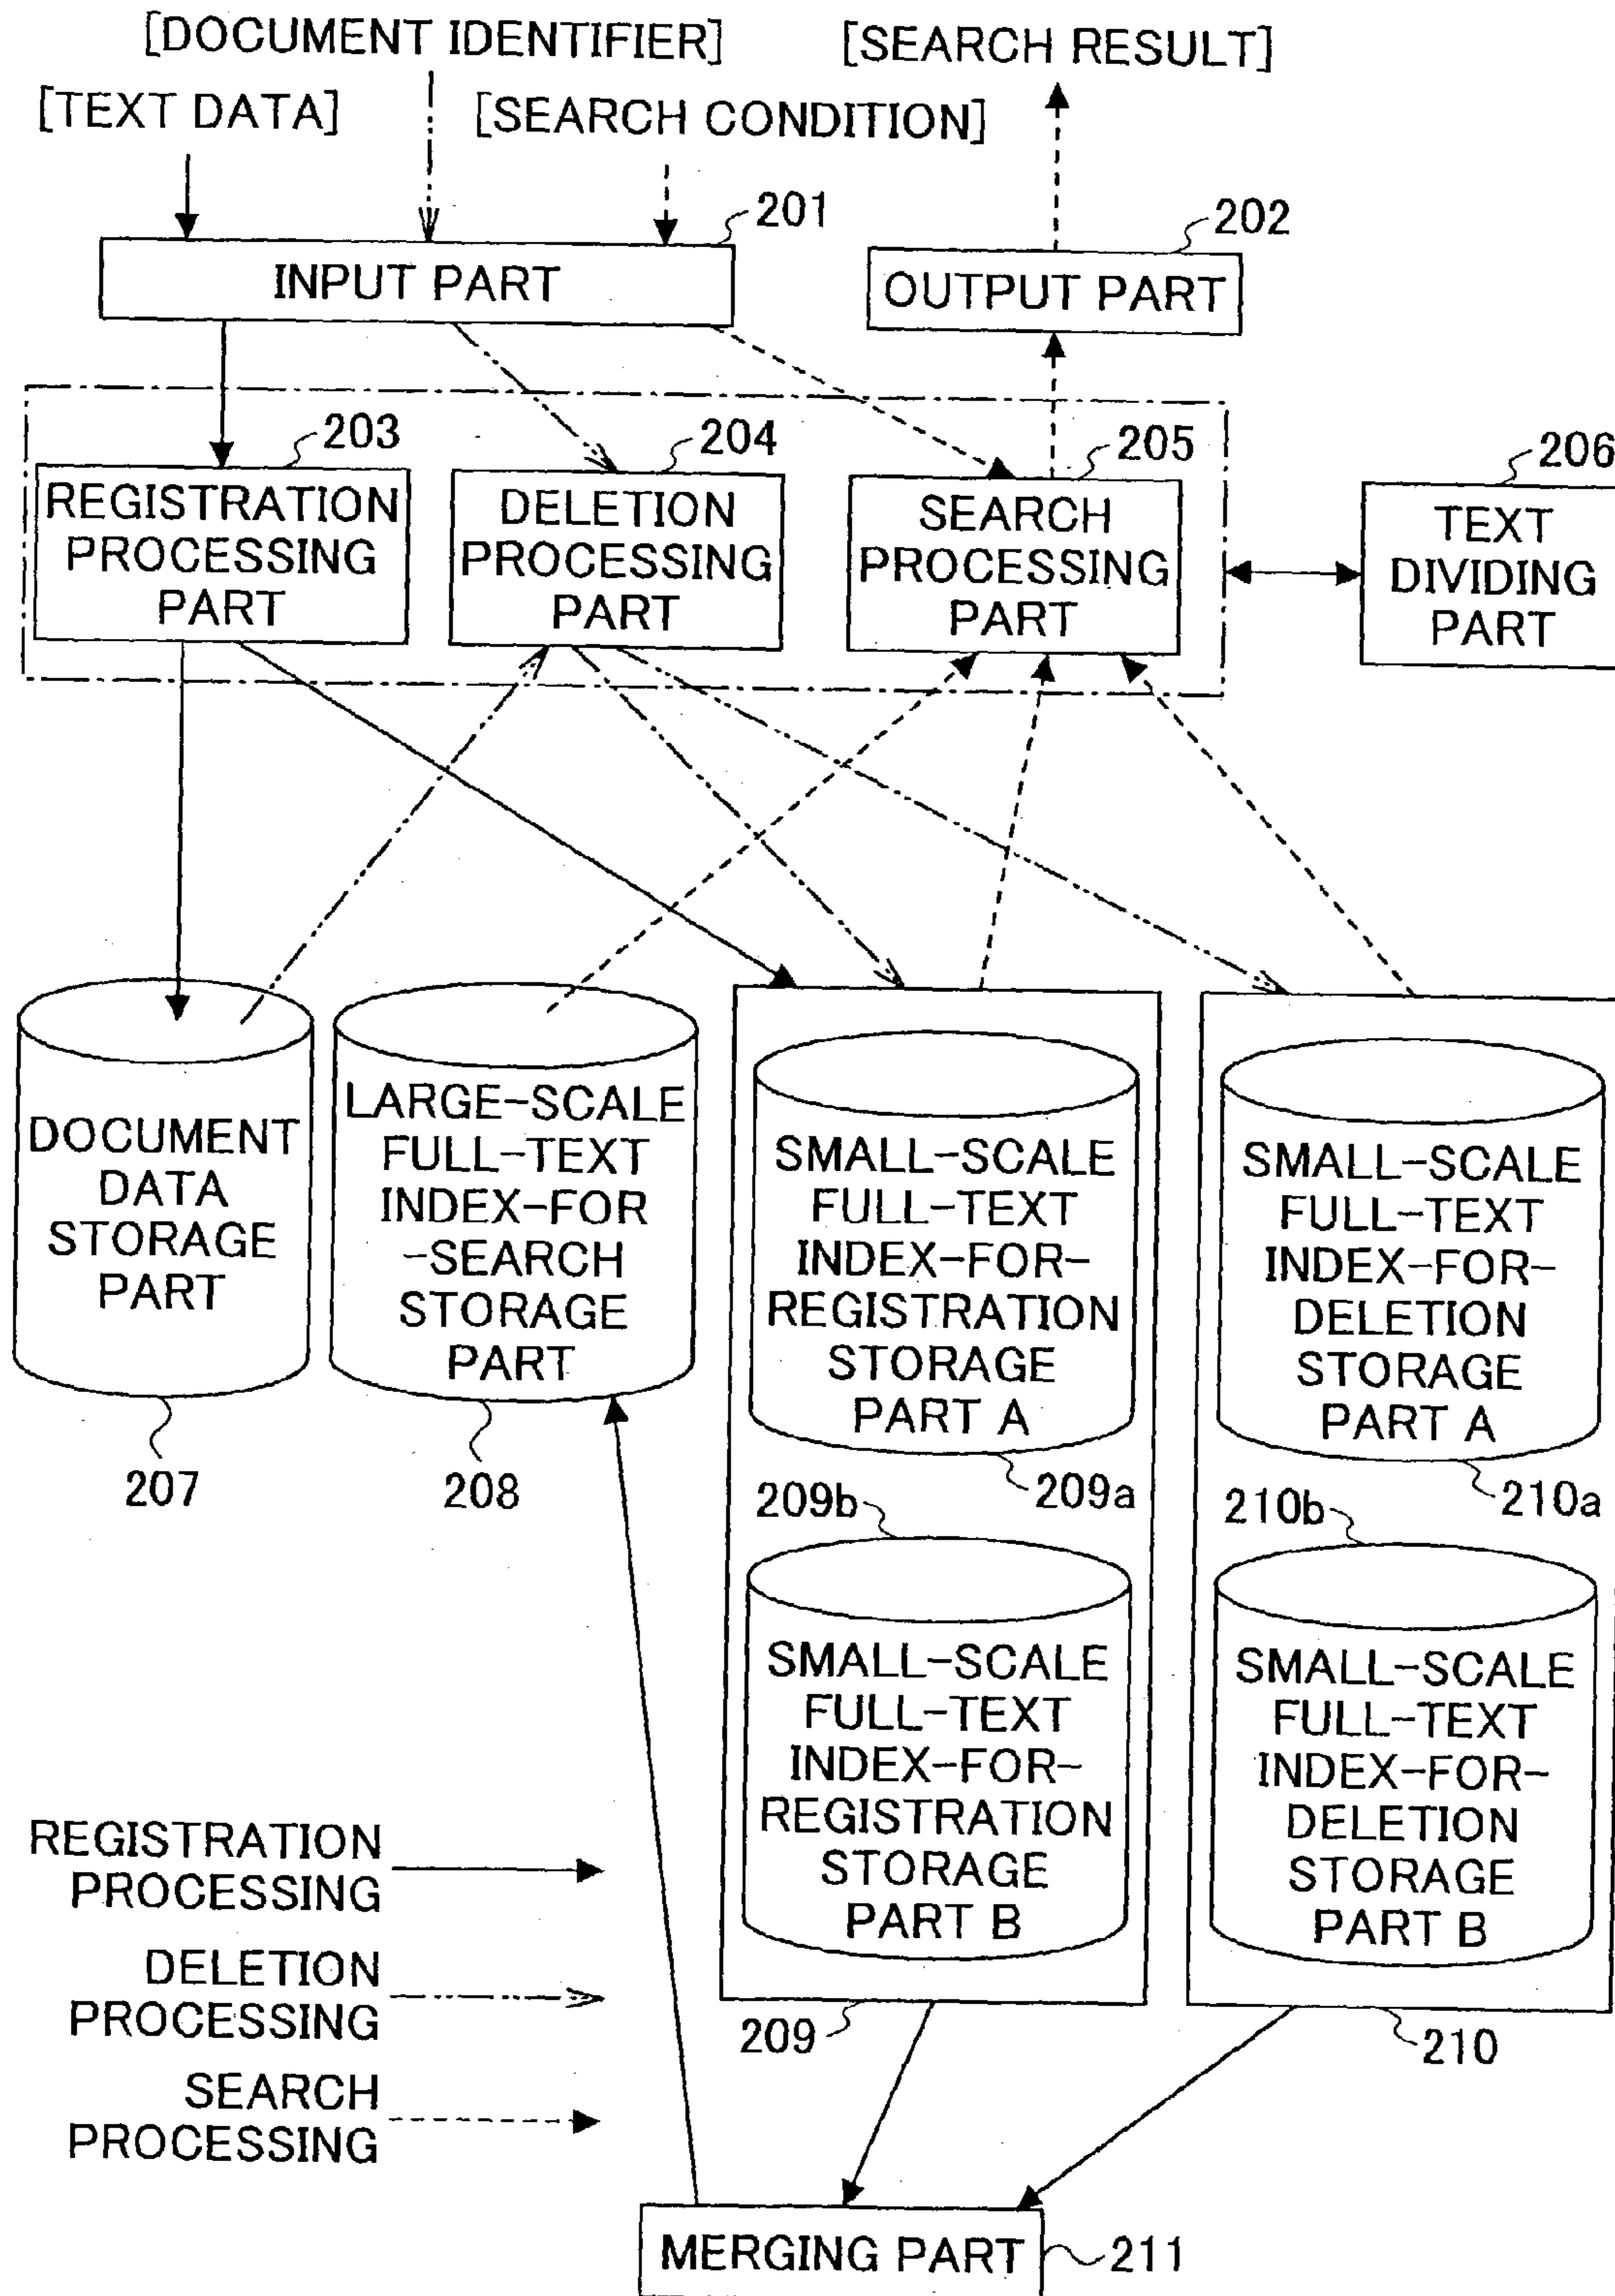 [DOCUMENT IDENTIFIER]
[SEARCH RESULT]
[TEXT DATA]
[SEARCH CONDITION]
201
202
INPUT PART
OUTPUT PART
203
204
205
206
REGISTRATION
PROCESSING
PART
DELETION
PROCESSING
PART
SEARCH
PROCESSING
PART
TEXT
DIVIDING
PART
DOCUMENT
DATA
STORAGE
PART
LARGE-SCALE
FULL-TEXT
INDEX-FOR
-SEARCH
STORAGE
PART
SMALL-SCALE
FULL-TEXT
INDEX-FOR-
REGISTRATION
STORAGE
PART A
SMALL-SCALE
FULL-TEXT
INDEX-FOR-
DELETION
STORAGE
PART A
207
208
209a
210a
209b
210b
SMALL-SCALE
FULL-TEXT
INDEX-FOR-
REGISTRATION
STORAGE
PART B
SMALL-SCALE
FULL-TEXT
INDEX-FOR-
DELETION
STORAGE
PART B
209
210
REGISTRATION
PROCESSING
DELETION
PROCESSING
SEARCH
PROCESSING
MERGING PART
211